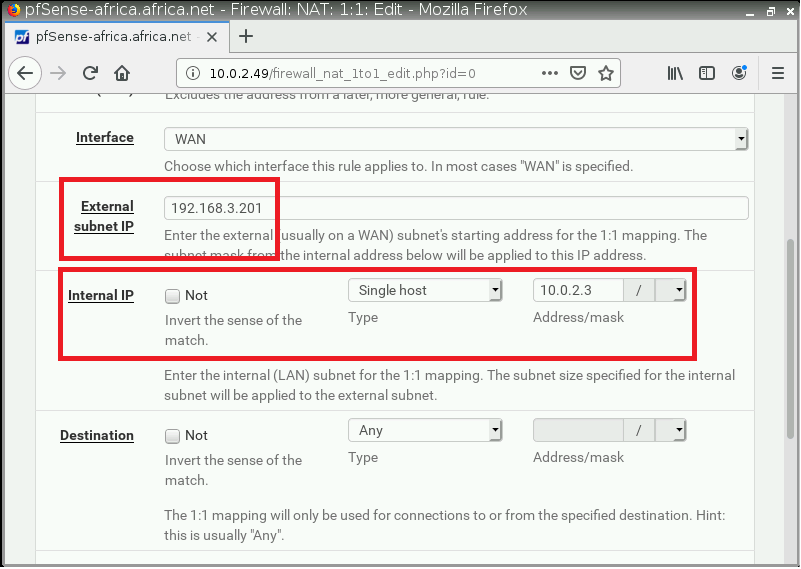 pfSense-africa.africa.net - Firewall: NAT: 1:1: Edit - Mozilla Firefox
pfSense-africa.africa.net -
10.0.2.49/firewall_nat_1to1_edit.php?id=0
Excludes the address from a later, more general, rule.
Interface
WAN
Choose which interface this rule applies to. In most cases "WAN" is specified.
External subnet IP
192.168.3.201
Enter the external (usually on a WAN) subnet's starting address for the 1:1 mapping. The
subnet mask from the internal address below will be applied to this IP address.
Internal IP
Not
Single host
10.0.2.3 /
Invert the sense of the
match.
Type
Address/mask
Enter the internal (LAN) subnet for the 1:1 mapping. The subnet size specified for the internal
subnet will be applied to the external subnet.
Destination
Not
Any
/
Invert the sense of the
match.
Type
Address/mask
The 1:1 mapping will only be used for connections to or from the specified destination. Hint:
this is usually "Any".